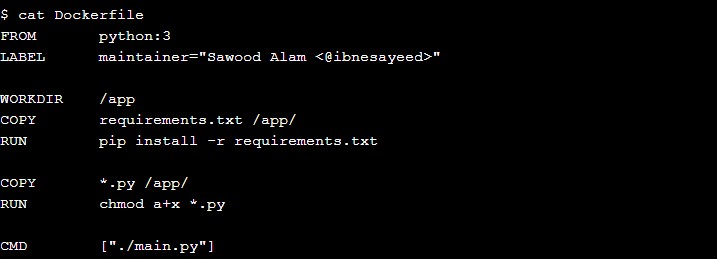 $ cat Dockerfile
FROM python:3
LABEL maintainer="Sawood Alam <@ibnesayeed>"
WORKDIR /app
COPY requirements.txt /app/
RUN pip install -r requirements.txt
COPY *.py /app/
RUN chmod a+x *.py
CMD ["./main.py"]